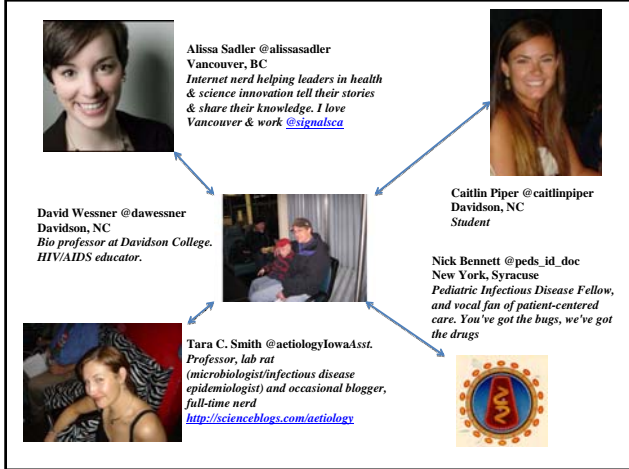 Alissa Sadler @alissasadler
Vancouver, BC
Internet nerd helping leaders in health
& science innovation tell their stories
& share their knowledge. I love
Vancouver & work @signalsca
Caitlin Piper @caitlinpiper
Davidson, NC
Student
David Wessner @dawessner
Davidson, NC
Bio professor at Davidson College.
HIV/AIDS educator.
Nick Bennett @peds_id_doc
New York, Syracuse
Pediatric Infectious Disease Fellow,
and vocal fan of patient-centered
care. You've got the bugs, we've got
the drugs
Tara C. Smith @aetiologyIowaAsst.
Professor, lab rat
(microbiologist/infectious disease
epidemiologist) and occasional blogger,
full-time nerd
http://scienceblogs.com/aetiology